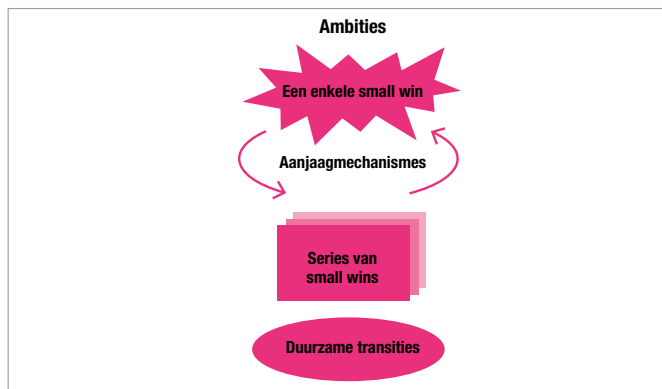 Ambities
Een enkele small win
Aanjaagmechanismes
Series van
small wins
Duurzame transities